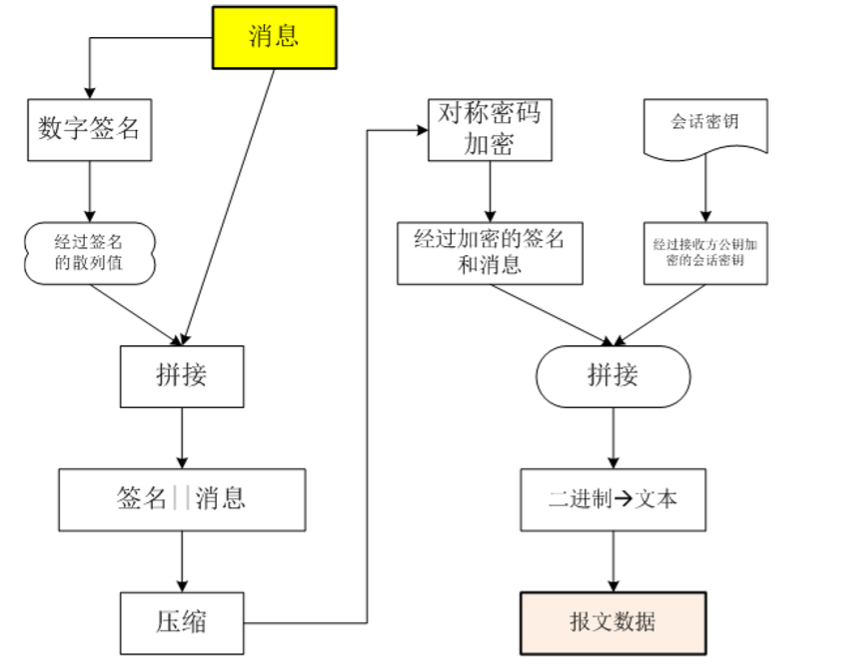 消息
数字签名
经过签名
的散列值
拼接
签名||消息
压缩
对称密码
加密
会话密钥
经过加密的签名
和消息
经过接收方公钥加
密的会话密钥
拼接
二进制→文本
报文数据